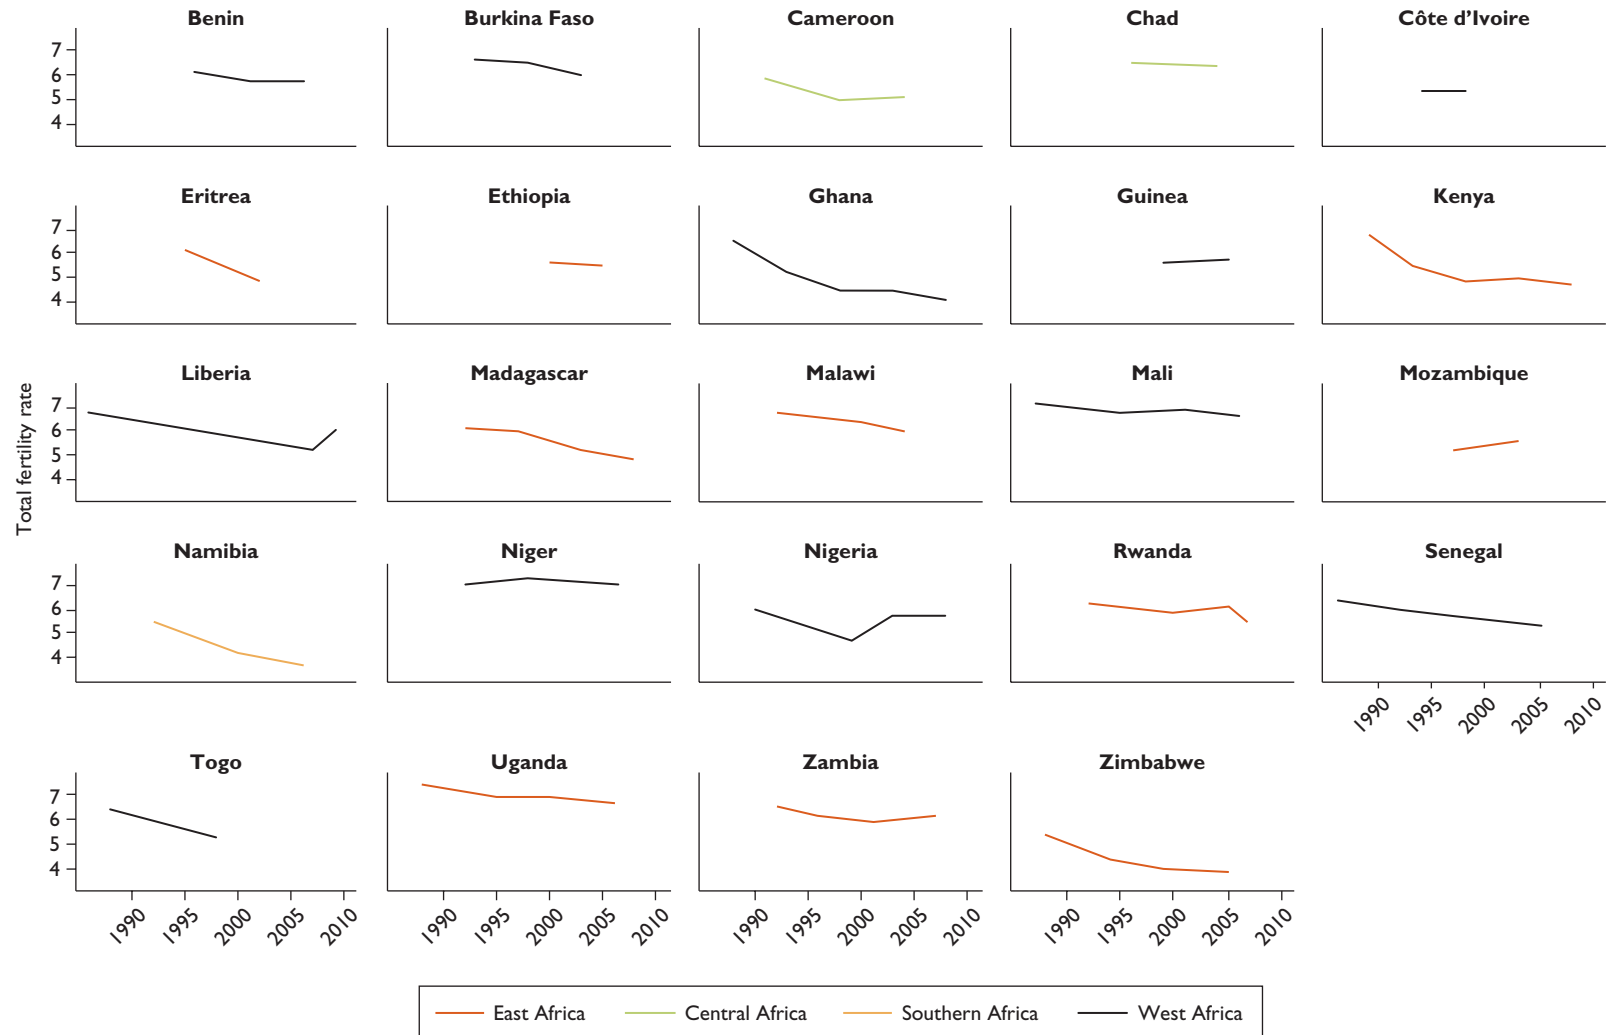 Benin Burkina Faso Cameroon Chad Côte d’Ivoire
7
6
5
4
Eritrea Ethiopia Ghana Guinea Kenya
7
6
5
4
Total fertility rate
Liberia Madagascar Malawi Mali Mozambique
7
6
5
4
Namibia Niger Nigeria Rwanda Senegal
7
6
5
4
1990 1995 2000 2005 2010
Togo Uganda Zambia Zimbabwe
7
6
5
4
1990 1995 2000 2005 2010 1990 1995 2000 2005 2010 1990 1995 2000 2005 2010 1990 1995 2000 2005 2010
East Africa Central Africa Southern Africa West Africa